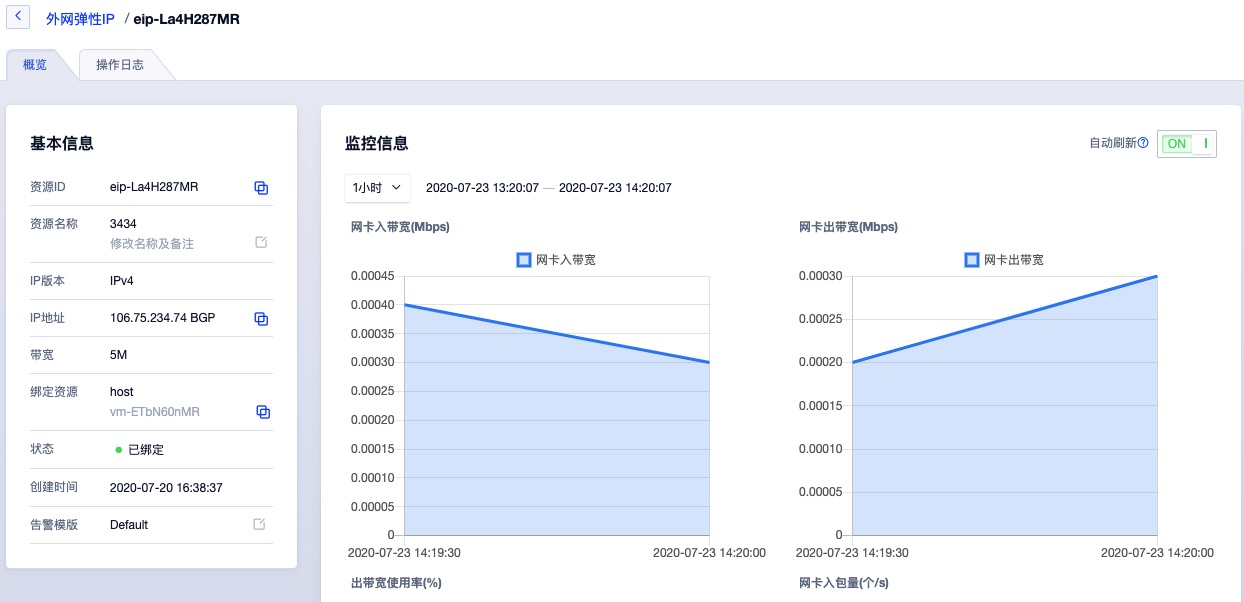 外网弹性IP / eip-La4H287MR
概览
操作日志
基本信息
资源ID eip-La4H287MR
资源名称 3434
修改名称及备注
IP版本 IPv4
IP地址 106.75.234.74 BGP
带宽 5M
绑定资源 host
vm-ETbN60nMR
状态 已绑定
创建时间 2020-07-20 16:38:37
告警模版 Default
监控信息
自动刷新 ON
1小时 2020-07-23 13:20:07 — 2020-07-23 14:20:07
网卡入带宽(Mbps)
网卡入带宽
0.00045
0.00040
0.00035
0.00030
0.00025
0.00020
0.00015
0.00010
0.00005
0
2020-07-23 14:19:30 2020-07-23 14:20:00
网卡出带宽(Mbps)
网卡出带宽
0.00030
0.00025
0.00020
0.00015
0.00010
0.00005
0
2020-07-23 14:19:30 2020-07-23 14:20:00
出带宽使用率(%)
网卡入包量(个/s)